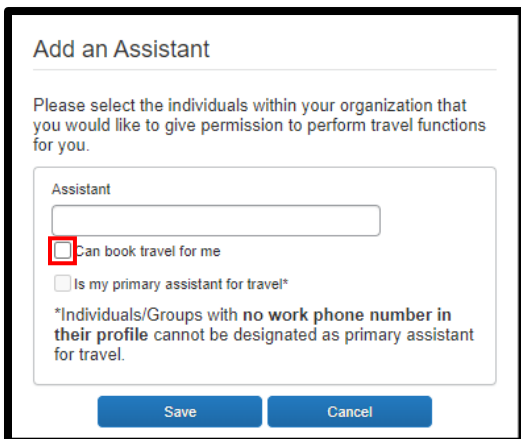 Add an Assistant
Please select the individuals within your organization that
you would like to give permission to perform travel functions
for you.
Assistant
Can book travel for me
Is my primary assistant for travel*
*Individuals/Groups with no work phone number in
their profile cannot be designated as primary assistant
for travel.
Save Cancel